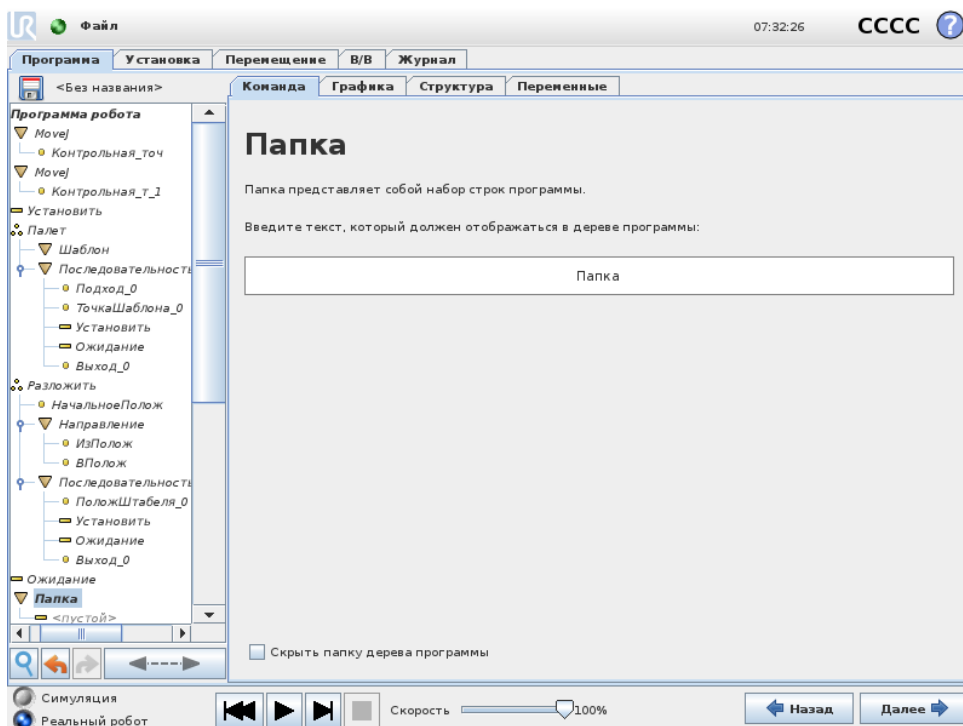 UR Файл 07:32:26 CCCC ?
Программа Установка Перемещение В/В Журнал
<Без названия> Команда Графика Структура Переменные
Программа робота
MoveJ
Контрольная_точ
MoveJ
Контрольная_т_1
Установить
Палет
Шаблон
Последовательность
Подход_0
ТочкаШаблона_0
Установить
Ожидание
Выход_0
Разложить
НачальноеПолож
Направление
ИзПолож
ВПолож
Последовательность
ПоложШтабеля_0
Установить
Ожидание
Выход_0
Ожидание
Папка
<пустой>
Папка
Папка представляет собой набор строк программы.
Введите текст, который должен отображаться в дереве программы:
Папка
Скрыть папку дерева программы
Симуляция
Реальный робот
Скорость 100%
Назад Далее